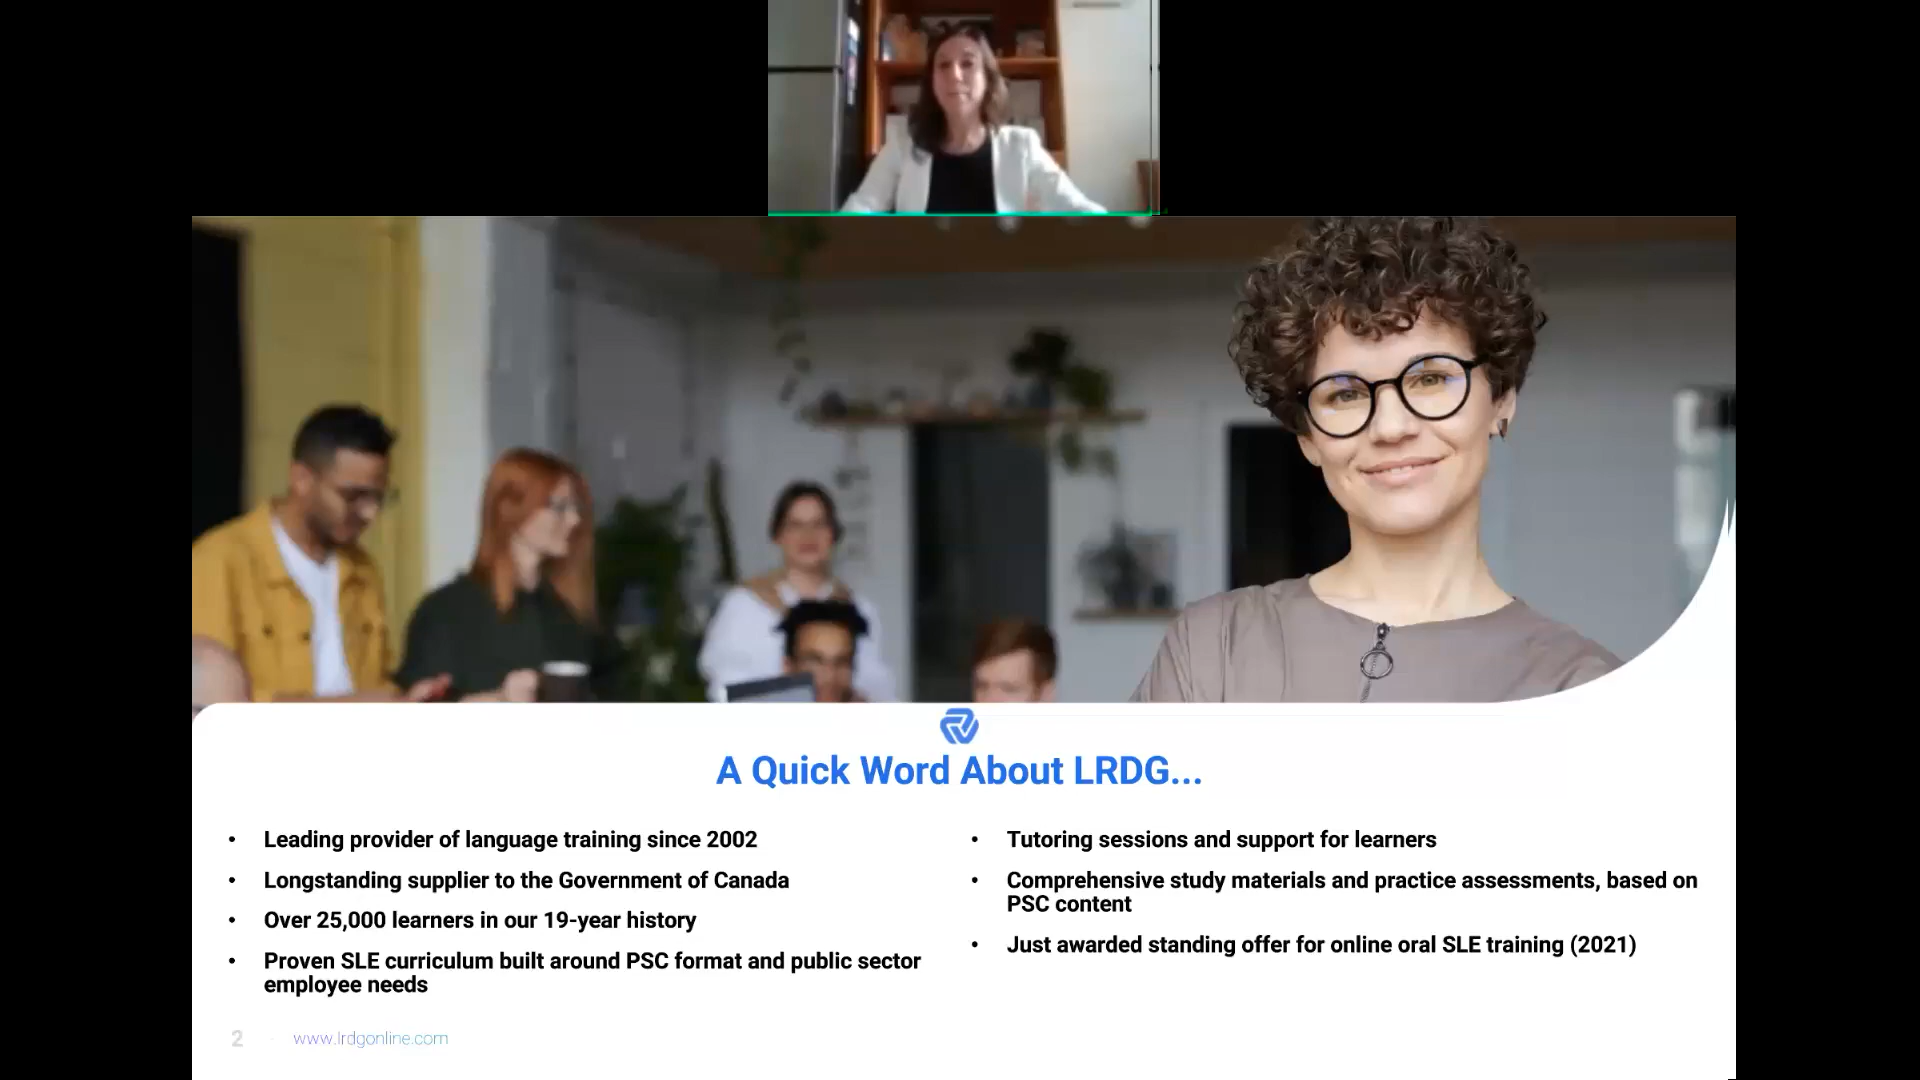 A Quick Word About LRDG...
• Leading provider of language training since 2002
• Longstanding supplier to the Government of Canada
• Over 25,000 learners in our 19-year history
• Proven SLE curriculum built around PSC format and public sector
employee needs
• Tutoring sessions and support for learners
• Comprehensive study materials and practice assessments, based on
PSC content
• Just awarded standing offer for online oral SLE training (2021)
2 · www.lrdgonline.com